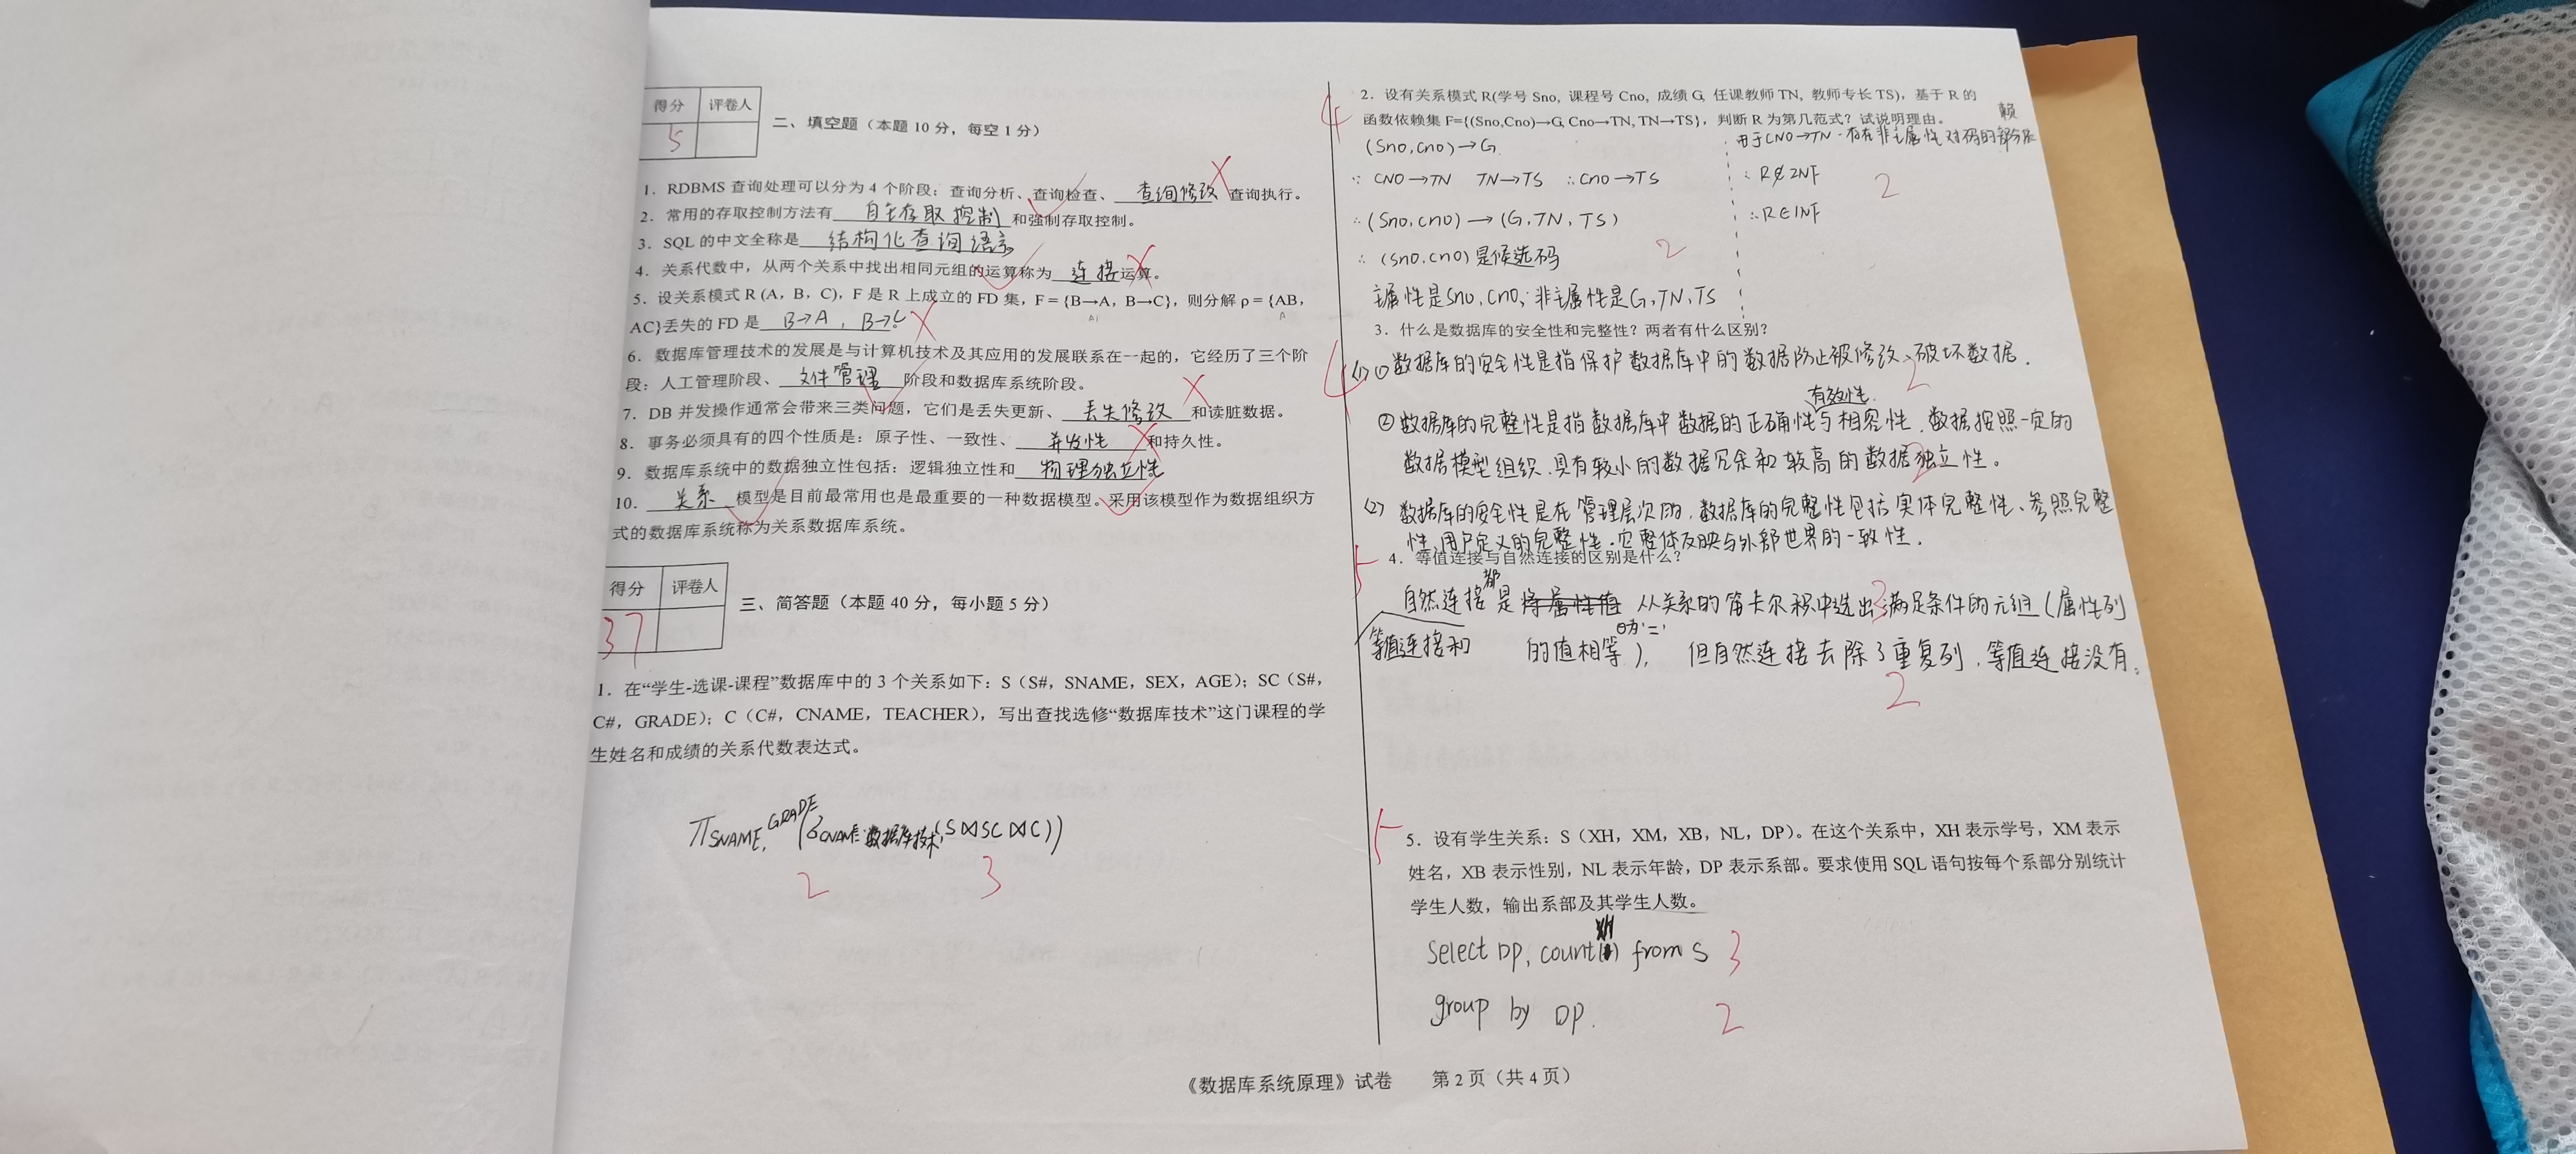 得分 评卷人
5
二、填空题（本题 10 分，每空 1 分）
1．RDBMS 查询处理可以分为 4 个阶段：查询分析、查询检查、查询修改 查询执行。
2．常用的存取控制方法有 自主存取控制 和强制存取控制。
3．SQL 的中文全称是 结构化查询语言
4．关系代数中，从两个关系中找出相同元组的运算称为 连接 运算。
5．设关系模式 R (A，B，C)，F 是 R 上成立的 FD 集，F = {B→A，B→C}，则分解 ρ = {AB，
AC}丢失的 FD 是 B→A，B→C
6．数据库管理技术的发展是与计算机技术及其应用的发展联系在一起的，它经历了三个阶
段：人工管理阶段、 文件管理 阶段和数据库系统阶段。
7．DB 并发操作通常会带来三类问题，它们是丢失更新、 丢失修改 和读脏数据。
8．事务必须具有的四个性质是：原子性、一致性、 并发性 和持久性。
9．数据库系统中的数据独立性包括：逻辑独立性和 物理独立性
10． 关系 模型是目前最常用也是最重要的一种数据模型。采用该模型作为数据组织方
式的数据库系统称为关系数据库系统。
得分 评卷人
37
三、简答题（本题 40 分，每小题 5 分）
1．在“学生-选课-课程”数据库中的 3 个关系如下：S（S#，SNAME，SEX，AGE）；SC（S#，
C#，GRADE）；C（C#，CNAME，TEACHER），写出查找选修“数据库技术”这门课程的学
生姓名和成绩的关系代数表达式。
πSNAME, GRADE (σCNAME='数据库技术'(S⋈SC⋈C))
2 3
4
2．设有关系模式 R(学号 Sno, 课程号 Cno, 成绩 G, 任课教师 TN, 教师专长 TS)，基于 R 的
函数依赖集 F={(Sno,Cno)→G, Cno→TN, TN→TS}，判断 R 为第几范式？试说明理由。
(Sno,cno)→G
∵ CNO→TN TN→TS ∴cno→TS
∴(Sno,cno)→(G,TN,TS)
∴ (sno,cno)是候选码 2
主属性是Sno,cno; 非主属性是G,TN,TS
由于CNO→TN,存在非主属性对码的部分依赖
∴R∉2NF
2
∴R∈1NF
3．什么是数据库的安全性和完整性？两者有什么区别？
4
(1)①数据库的安全性是指保护数据库中的数据防止被修改、破坏数据．
2
②数据库的完整性是指数据库中数据的正确性有效性与相容性，数据按照一定的
数据模型组织，具有较小的数据冗余和较高的数据独立性。
2
(2) 数据库的安全性是在管理层次的，数据库的完整性包括实体完整性、参照完整
性、用户定义的完整性，它整体反映与外部世界的一致性．
4．等值连接与自然连接的区别是什么？
5
等值连接和自然连接都是从关系的笛卡尔积中选出满足条件的元组（属性列
的值相等），但自然连接去除了重复列，等值连接没有。
3
2
5
5．设有学生关系：S（XH，XM，XB，NL，DP）。在这个关系中，XH 表示学号，XM 表示
姓名，XB 表示性别，NL 表示年龄，DP 表示系部。要求使用 SQL 语句按每个系部分别统计
学生人数，输出系部及其学生人数。
Select DP, count(XH) from S 3
group by DP. 2
《数据库系统原理》试卷 第 2 页（共 4 页）